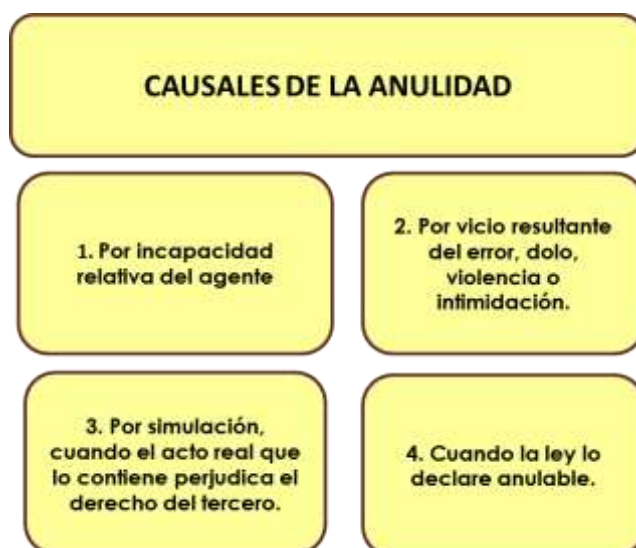 CAUSALES DE LA ANULIDAD
1. Por incapacidad
relativa del agente
2. Por vicio resultante
del error, dolo,
violencia o
intimidación.
3. Por simulación,
cuando el acto real que
lo contiene perjudica el
derecho del tercero.
4. Cuando la ley lo
declare anulable.